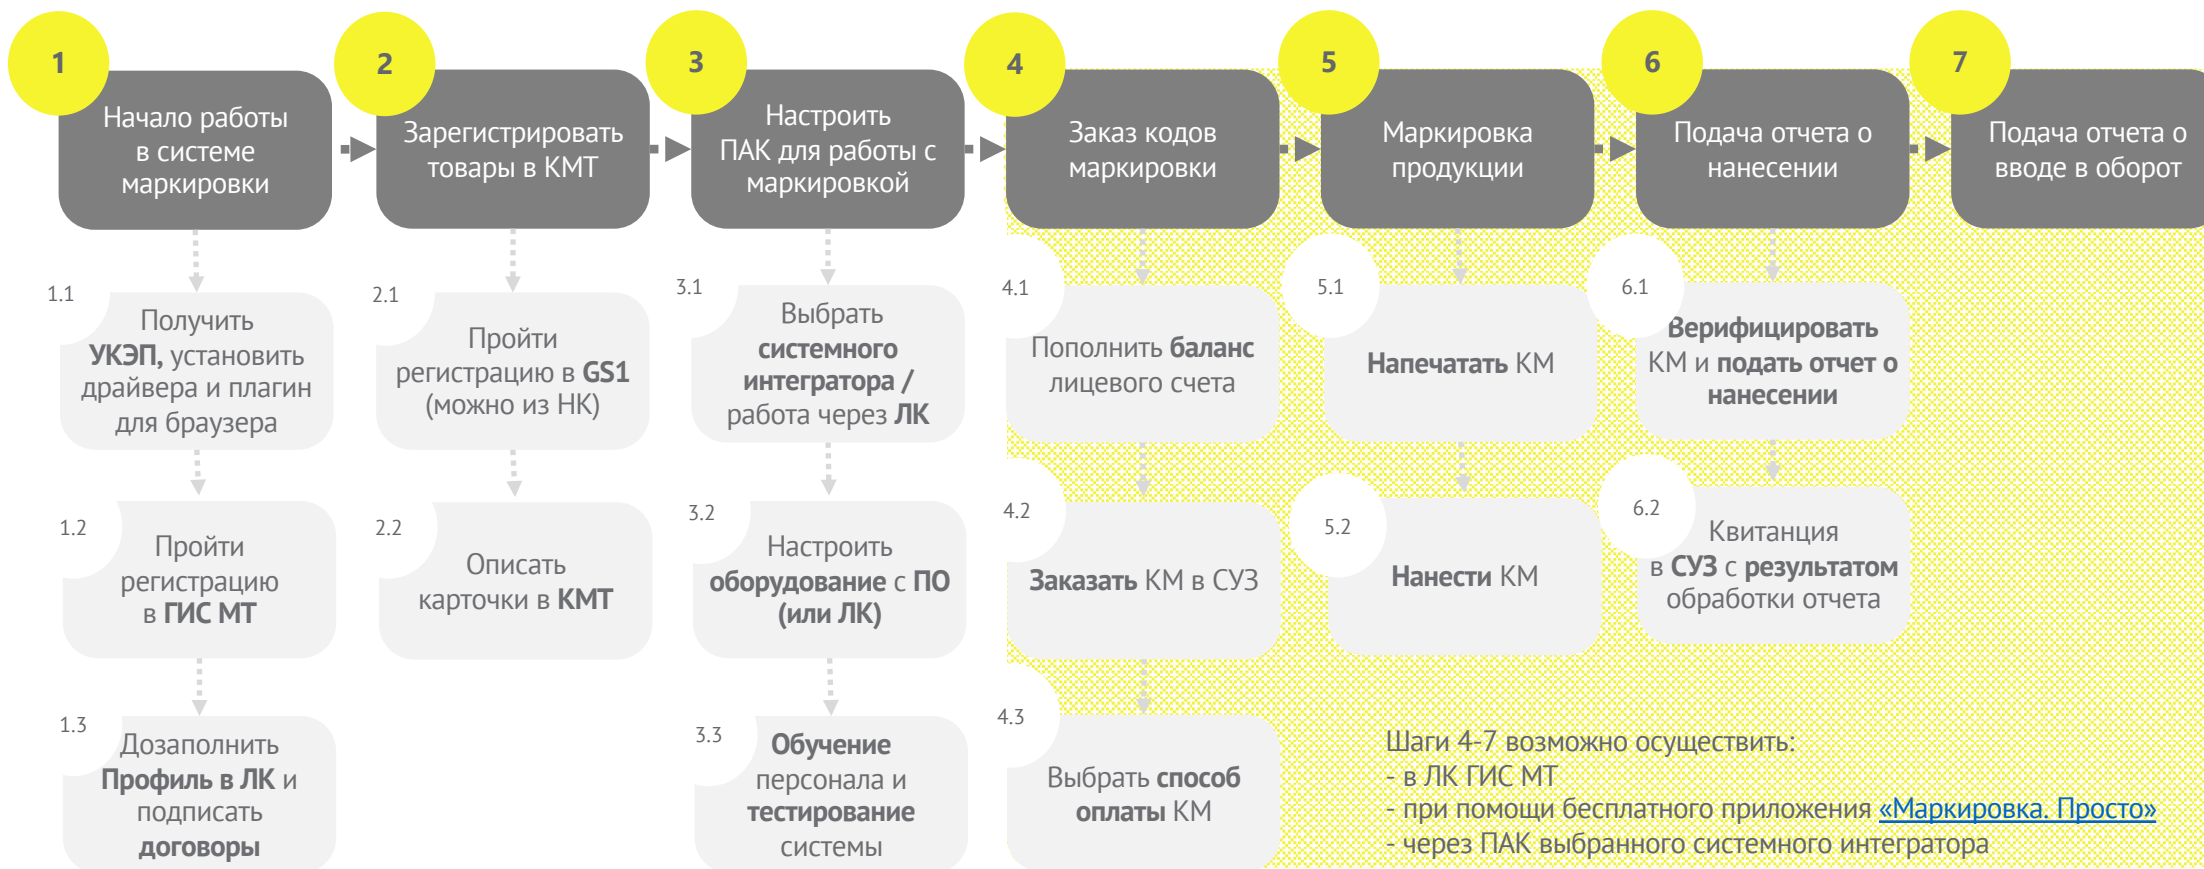 1
Начало работы
в системе
маркировки
2
Зарегистрировать
товары в КМТ
3
Настроить
ПАК для работы с
маркировкой
4
Заказ кодов
маркировки
5
Маркировка
продукции
6
Подача отчета о
нанесении
7
Подача отчета о
вводе в оборот
1.1
Получить
УКЭП, установить
драйвера и плагин
для браузера
1.2
Пройти
регистрацию
в ГИС МТ
1.3
Дозаполнить
Профиль в ЛК и
подписать
договоры
2.1
Пройти
регистрацию в GS1
(можно из НК)
2.2
Описать
карточки в КМТ
3.1
Выбрать
системного
интегратора /
работа через ЛК
3.2
Настроить
оборудование с ПО
(или ЛК)
3.3
Обучение
персонала и
тестирование
системы
4.1
Пополнить баланс
лицевого счета
4.2
Заказать КМ в СУЗ
4.3
Выбрать способ
оплаты КМ
5.1
Напечатать КМ
5.2
Нанести КМ
6.1
Верифицировать
КМ и подать отчет о
нанесении
6.2
Квитанция
в СУЗ с результатом
обработки отчета
Шаги 4-7 возможно осуществить:
- в ЛК ГИС МТ
- при помощи бесплатного приложения «Маркировка. Просто»
- через ПАК выбранного системного интегратора